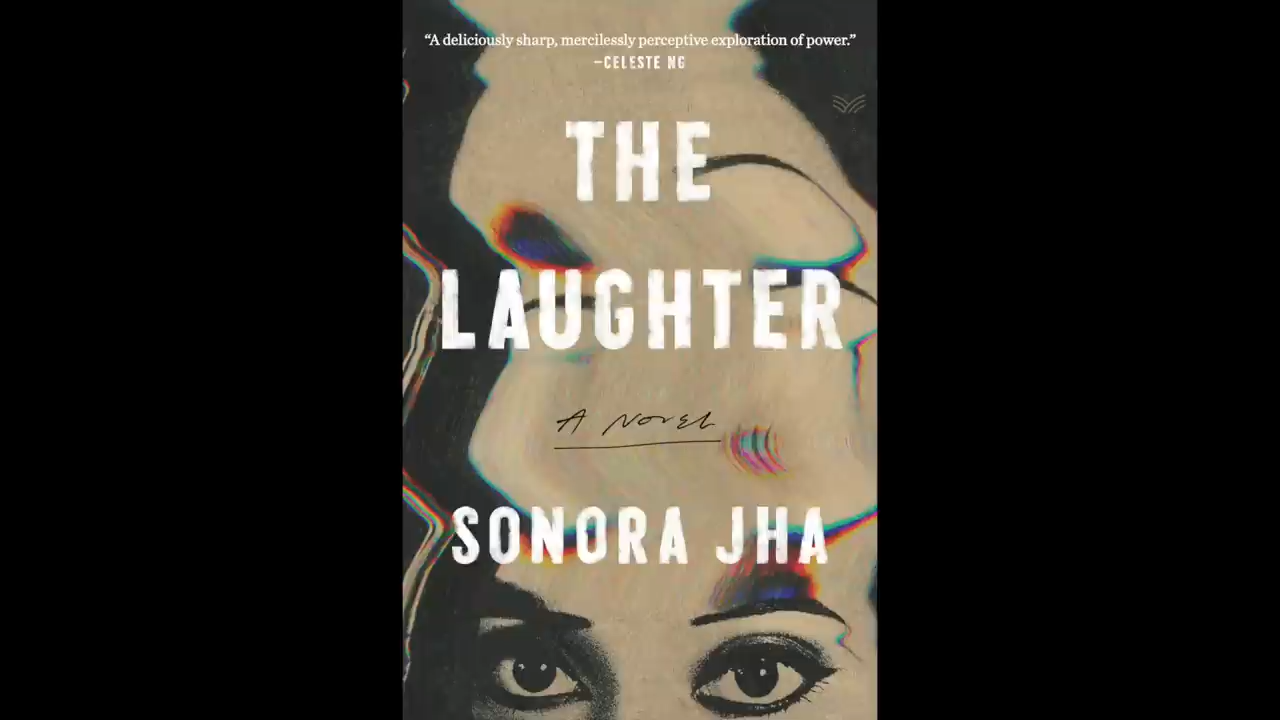 “A deliciously sharp, mercilessly perceptive exploration of power.”
–CELESTE NG
THE
LAUGHTER
A NOVEL
SONORA JHA